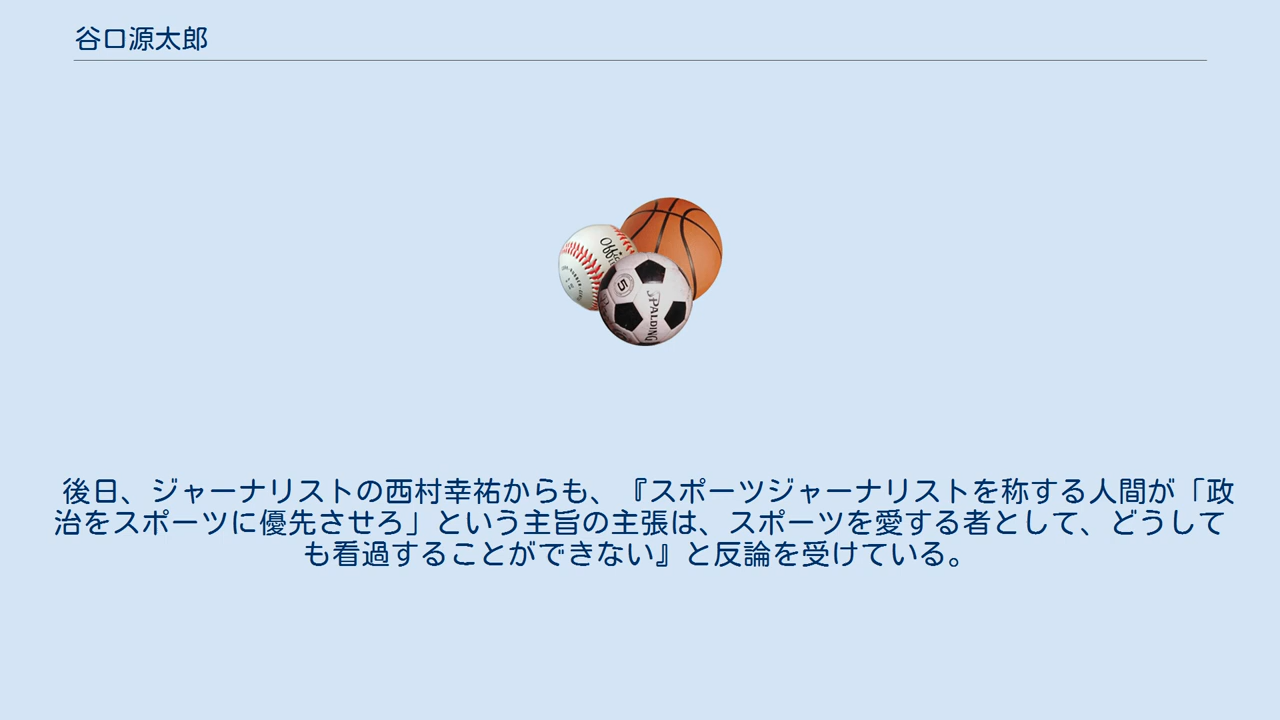 谷口源太郎
Offic
5
SPALDING
後日、ジャーナリストの西村幸祐からも、『スポーツジャーナリストを称する人間が「政
治をスポーツに優先させろ」という主旨の主張は、スポーツを愛する者として、どうして
も看過することができない』と反論を受けている。